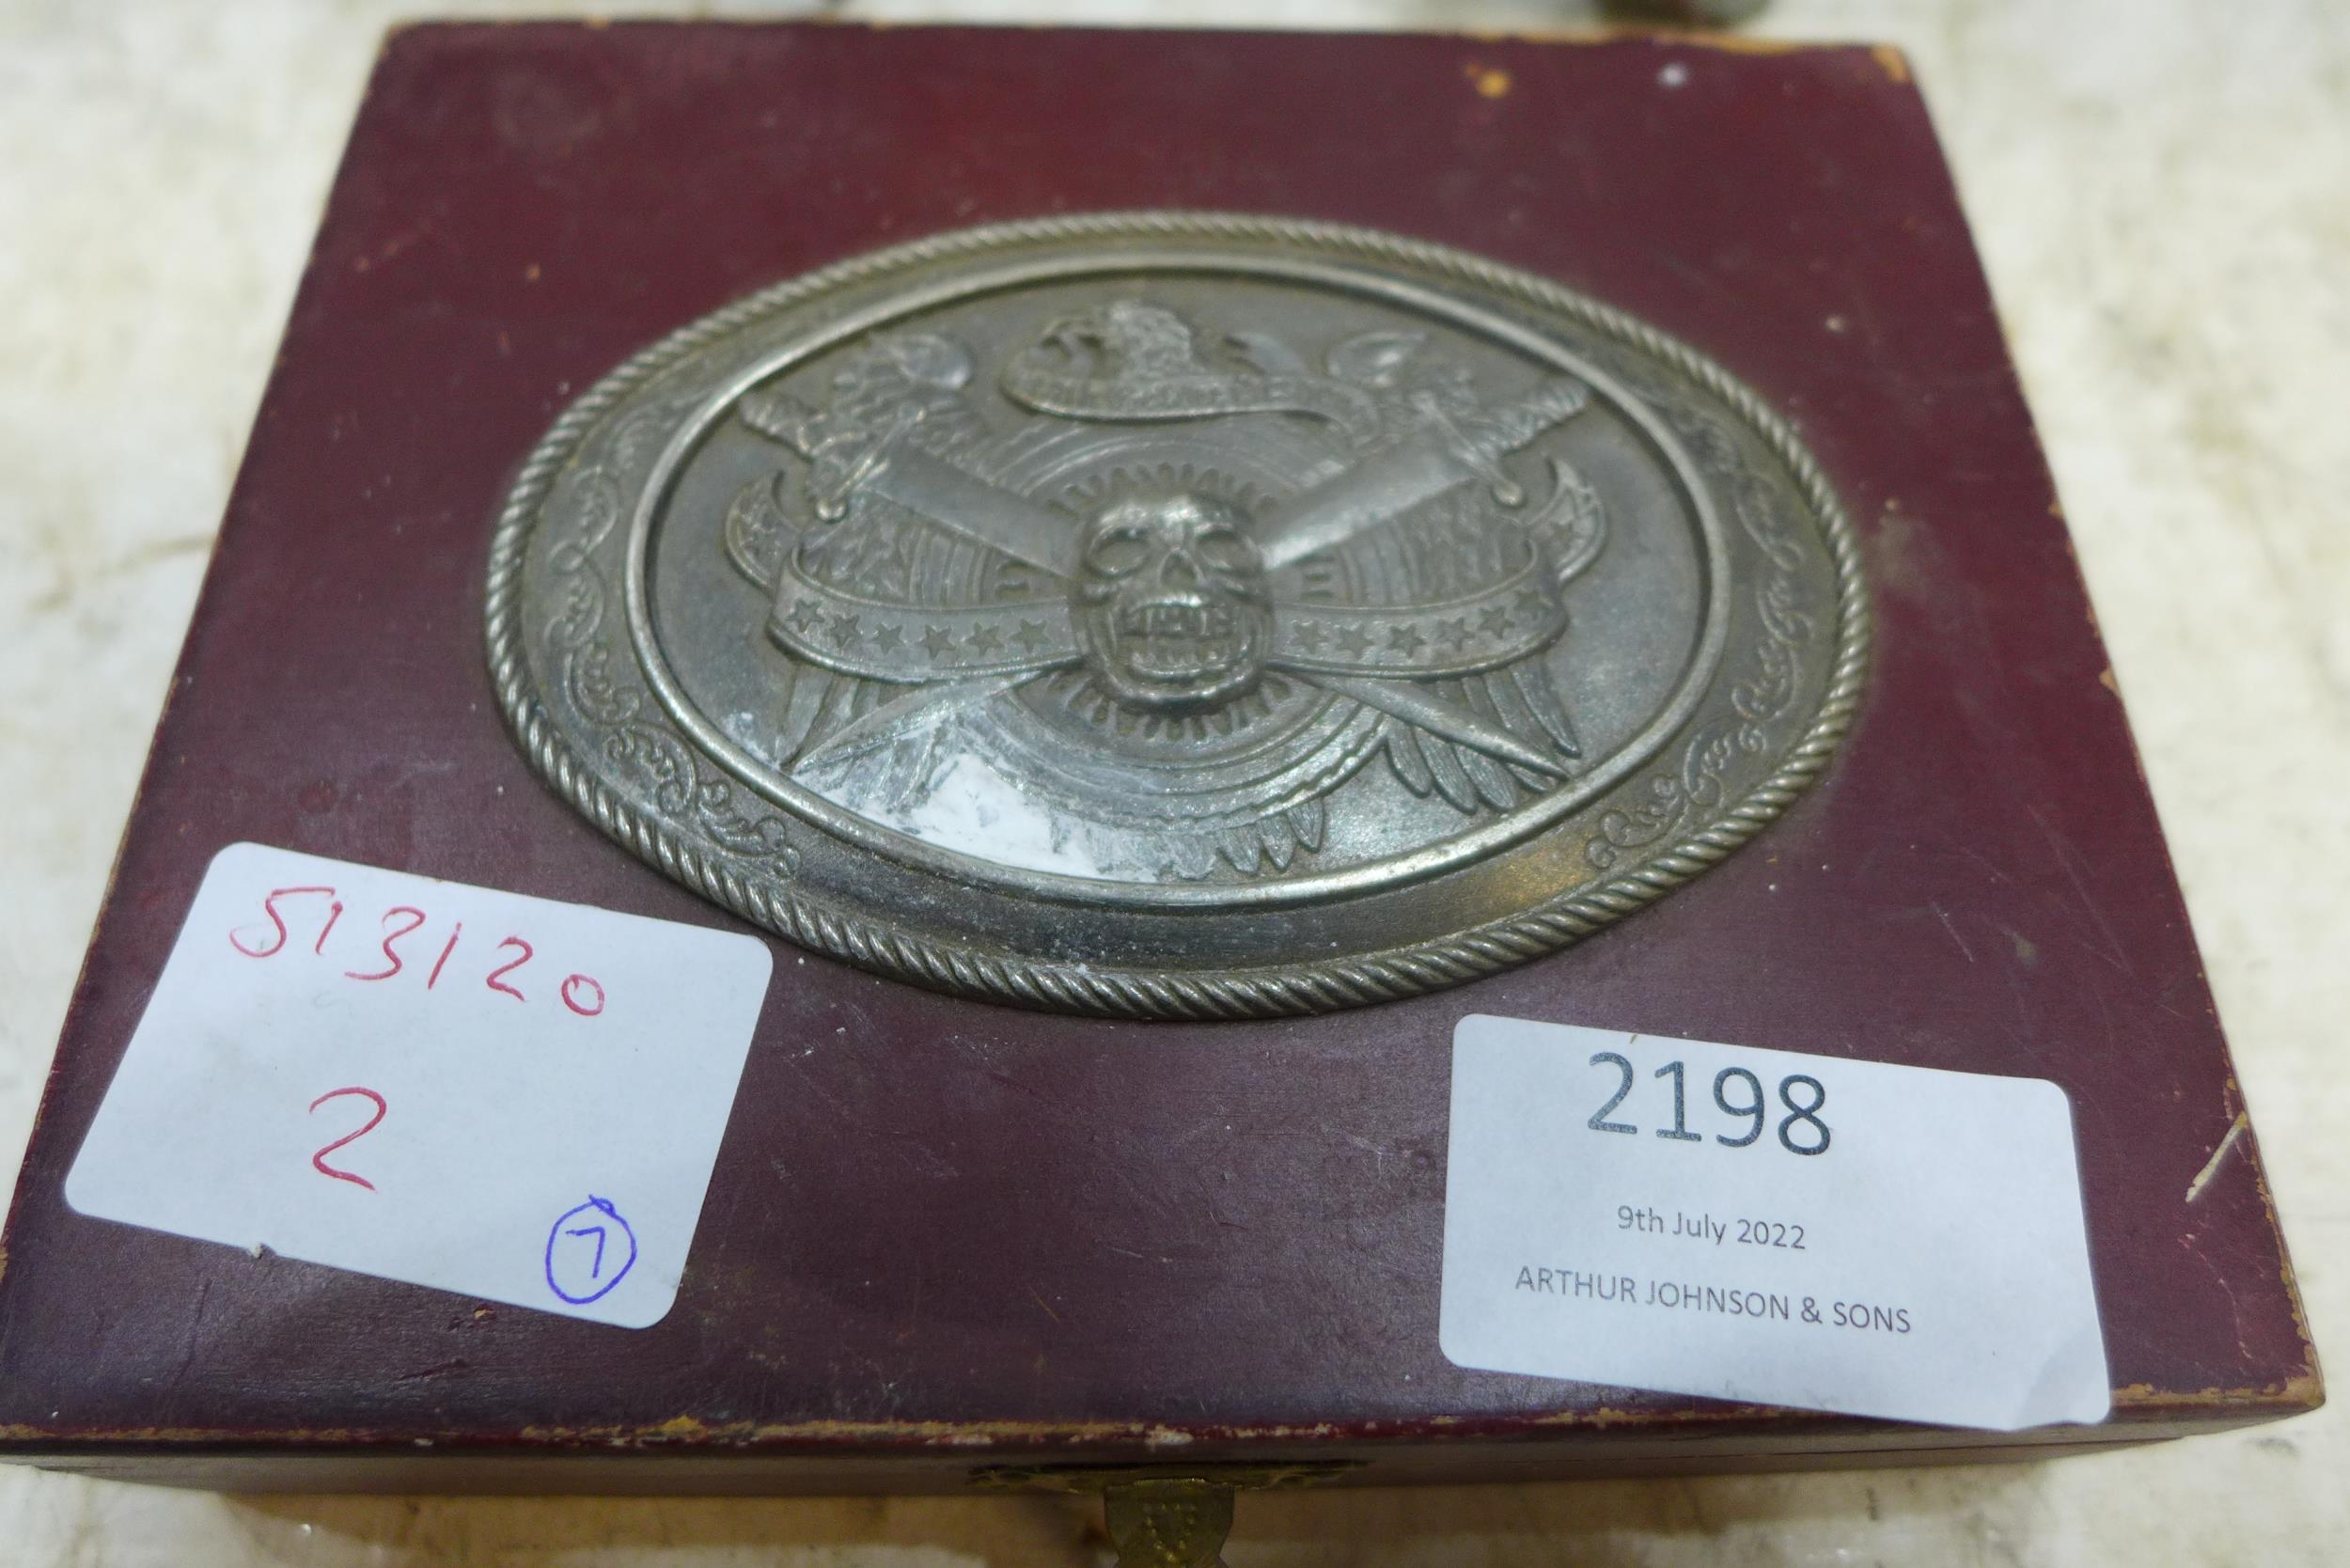 513120
2
7
2198
9th July 2022
ARTHUR JOHNSON & SONS